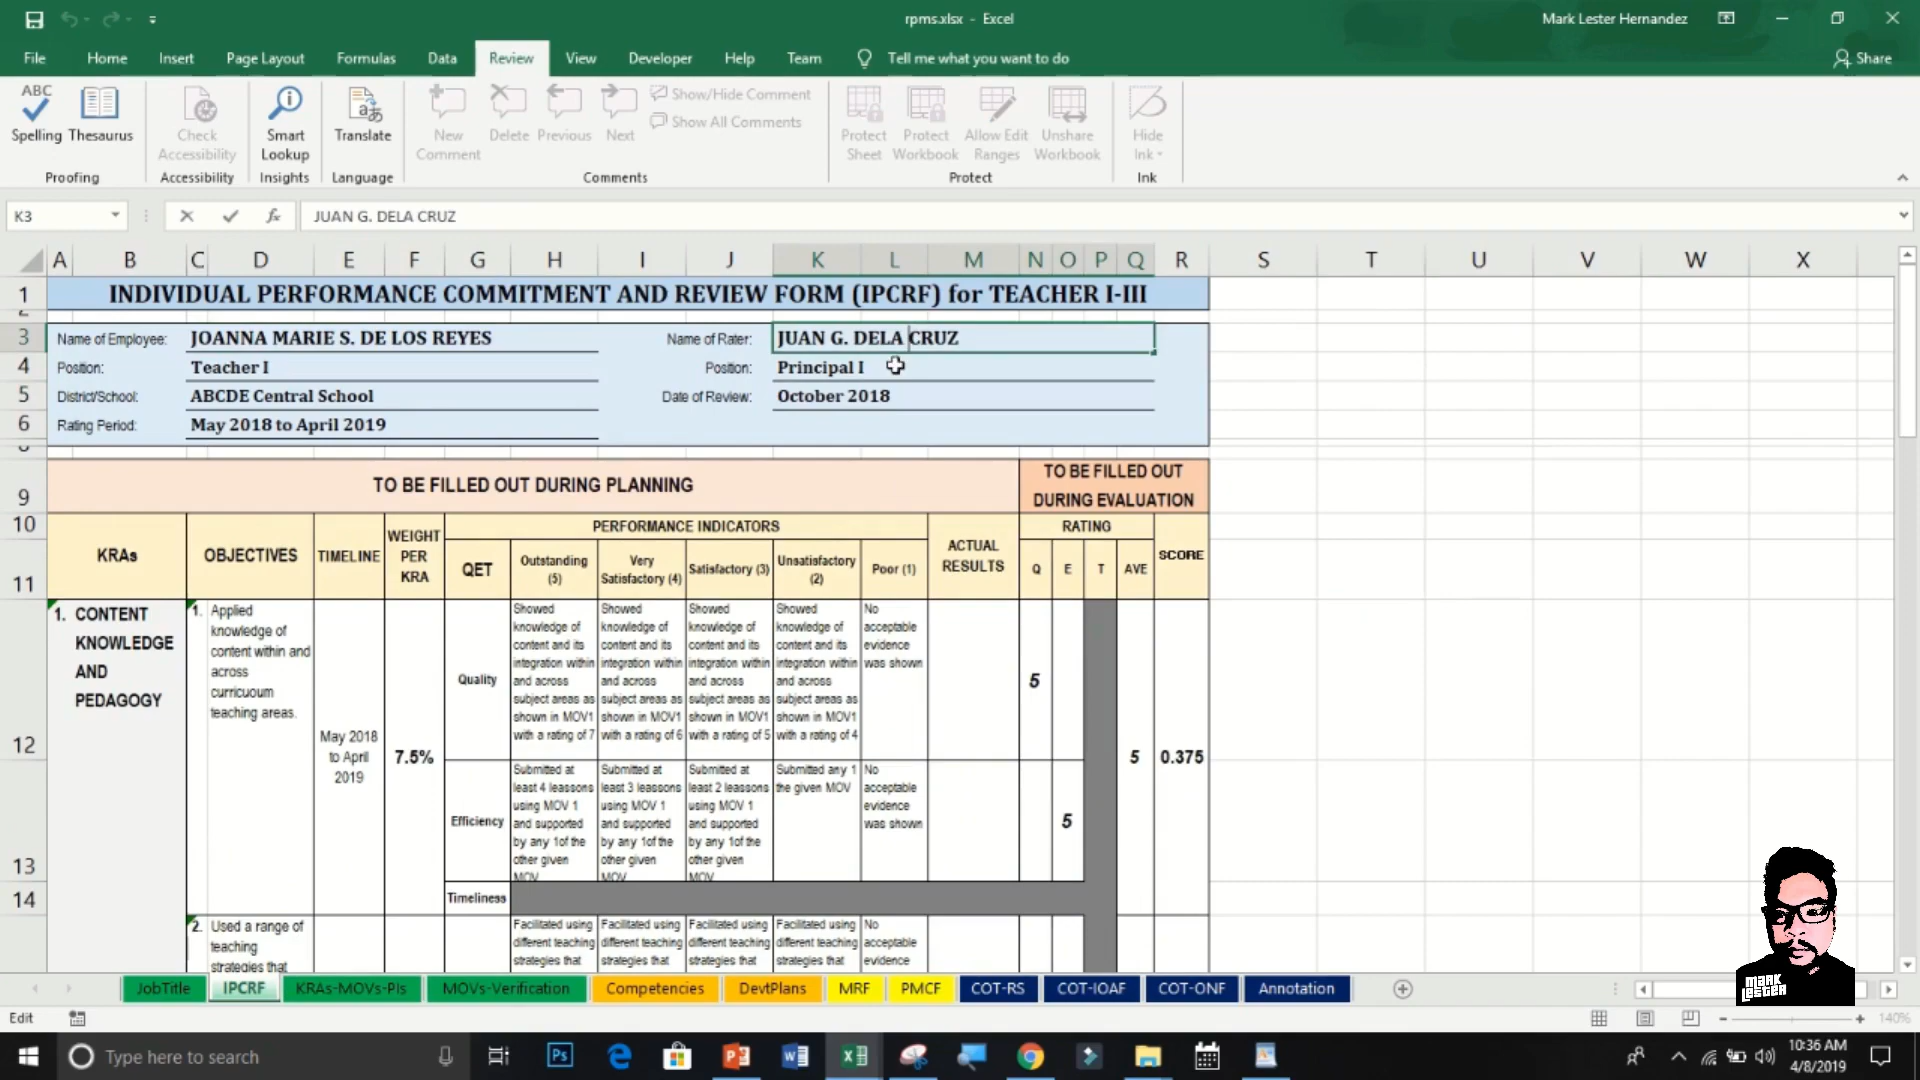 rpms.xlsx - Excel
Mark Lester Hernandez
File Home Insert Page Layout Formulas Data Review View Developer Help Team Tell me what you want to do Share
ABC
Spelling Thesaurus
Check Accessibility
Smart Lookup
Translate
New Comment
Delete Previous Next
Show/Hide Comment
Show All Comments
Protect Sheet
Protect Workbook
Allow Edit Ranges
Unshare Workbook
Hide Ink
Proofing Accessibility Insights Language Comments Protect Ink
K3 fx JUAN G. DELA CRUZ
A B C D E F G H I J K L M N O P Q R S T U V W X
1 INDIVIDUAL PERFORMANCE COMMITMENT AND REVIEW FORM (IPCRF) for TEACHER I-III
3 Name of Employee: JOANNA MARIE S. DE LOS REYES Name of Rater: JUAN G. DELA CRUZ
4 Position: Teacher I Position: Principal I
5 District/School: ABCDE Central School Date of Review: October 2018
6 Rating Period: May 2018 to April 2019
9 TO BE FILLED OUT DURING PLANNING
TO BE FILLED OUT
DURING EVALUATION
10
11
KRAs
OBJECTIVES
TIMELINE
WEIGHT
PER
KRA
PERFORMANCE INDICATORS
QET
Outstanding
(5)
Very
Satisfactory (4)
Satisfactory (3)
Unsatisfactory
(2)
Poor (1)
ACTUAL
RESULTS
RATING
Q E T AVE
SCORE
12
1. CONTENT
KNOWLEDGE
AND
PEDAGOGY
1. Applied
knowledge of
content within and
across
curricuoum
teaching areas.
May 2018
to April
2019
7.5%
Quality
Showed
knowledge of
content and its
integration within
and across
subject areas as
shown in MOV1
with a rating of 7
Showed
knowledge of
content and its
integration within
and across
subject areas as
shown in MOV1
with a rating of 6
Showed
knowledge of
content and its
integration within
and across
subject areas as
shown in MOV1
with a rating of 5
Showed
knowledge of
content and its
integration within
and across
subject areas as
shown in MOV1
with a rating of 4
No
acceptable
evidence
was shown
5
5
0.375
13
Efficiency
Submitted at
least 4 leassons
using MOV 1
and supported
by any 1of the
other given
MOV
Submitted at
least 3 leassons
using MOV 1
and supported
by any 1of the
other given
MOV
Submitted at
least 2 leassons
using MOV 1
and supported
by any 1of the
other given
MOV
Submitted any 1
the given MOV
No
acceptable
evidence
was shown
5
14
Timeliness
2. Used a range of
teaching
strategies that
Facilitated using
different teaching
strategies that
Facilitated using
different teaching
strategies that
Facilitated using
different teaching
strategies that
Facilitated using
different teaching
strategies that
No
acceptable
evidence
MARK
LESTER
JobTitle IPCRF KRAs-MOVs-PIs MOVs-Verification Competencies DevtPlans MRF PMCF COT-RS COT-IOAF COT-ONF Annotation
Edit
140%
Type here to search
Ps
10:36 AM
4/8/2019